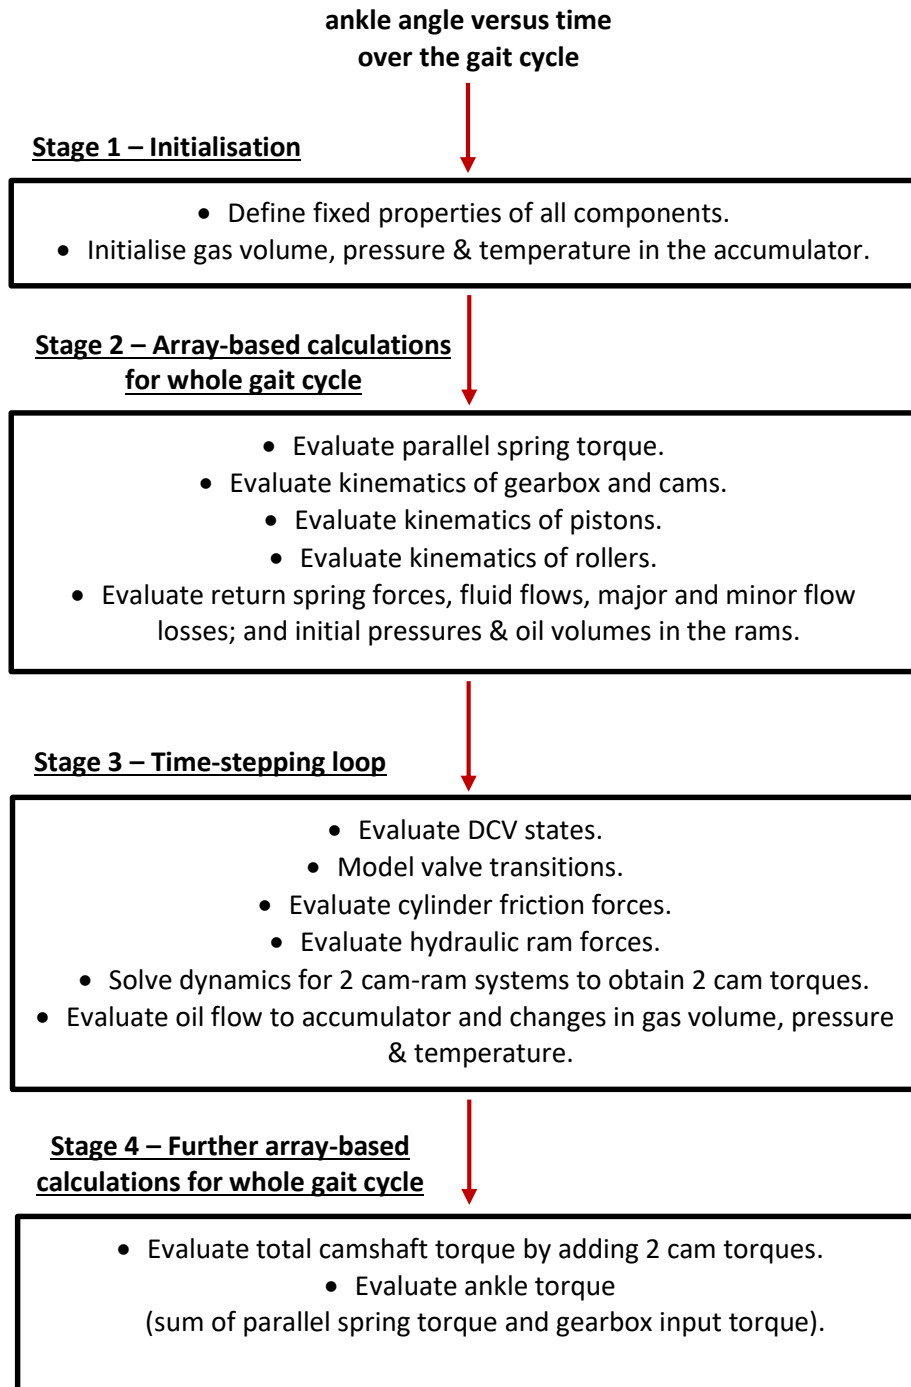 ankle angle versus time
over the gait cycle
Stage 1 – Initialisation
• Define fixed properties of all components.
• Initialise gas volume, pressure & temperature in the accumulator.
Stage 2 – Array-based calculations
for whole gait cycle
• Evaluate parallel spring torque.
• Evaluate kinematics of gearbox and cams.
• Evaluate kinematics of pistons.
• Evaluate kinematics of rollers.
• Evaluate return spring forces, fluid flows, major and minor flow
losses; and initial pressures & oil volumes in the rams.
Stage 3 – Time-stepping loop
• Evaluate DCV states.
• Model valve transitions.
• Evaluate cylinder friction forces.
• Evaluate hydraulic ram forces.
• Solve dynamics for 2 cam-ram systems to obtain 2 cam torques.
• Evaluate oil flow to accumulator and changes in gas volume, pressure
& temperature.
Stage 4 – Further array-based
calculations for whole gait cycle
• Evaluate total camshaft torque by adding 2 cam torques.
• Evaluate ankle torque
(sum of parallel spring torque and gearbox input torque).